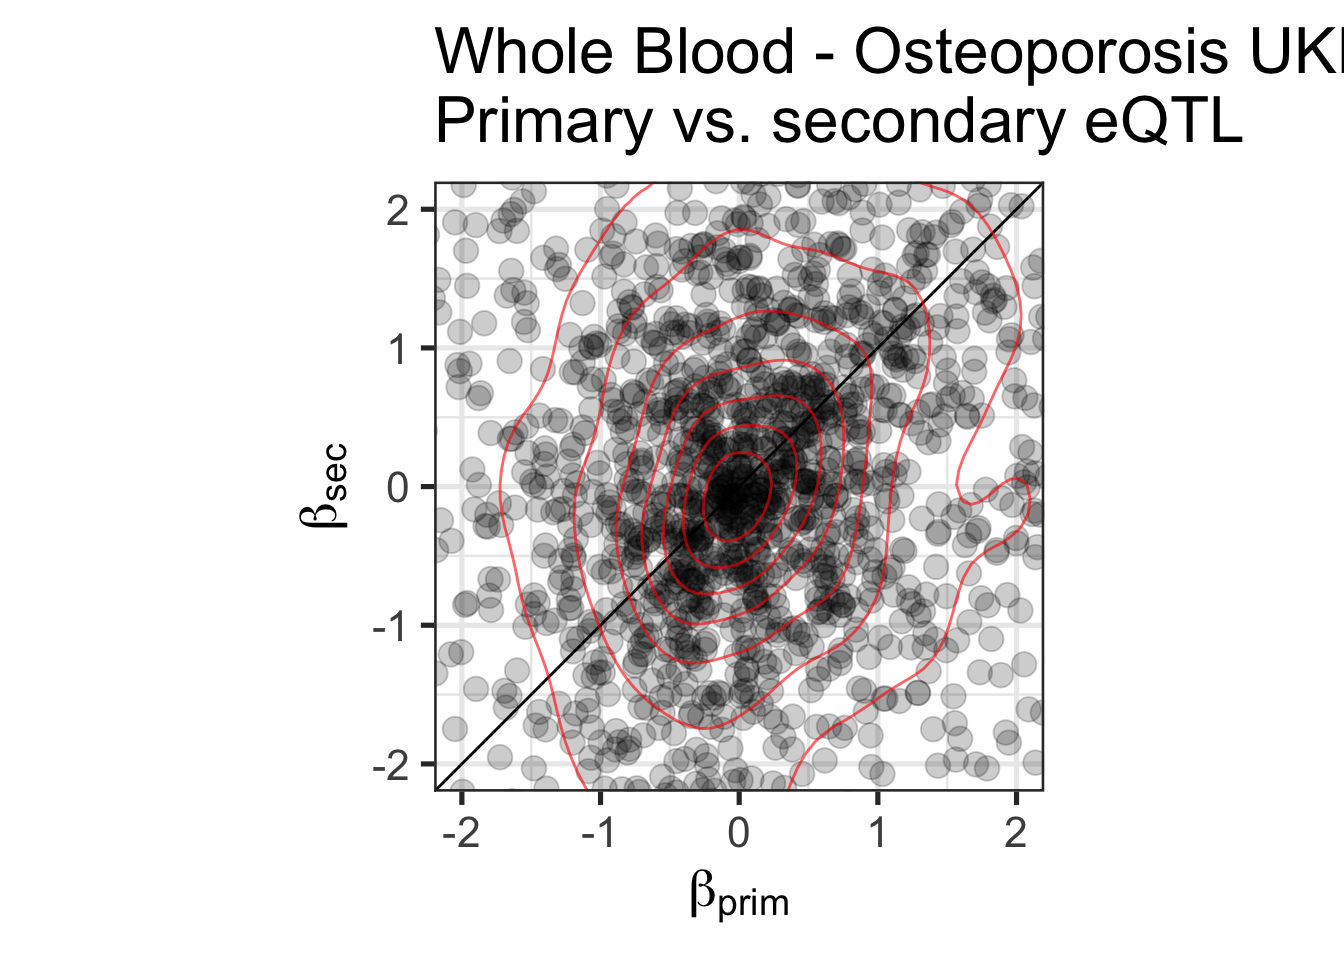 Whole Blood - Osteoporosis UK
Primary vs. secondary eQTL
2
1
0
-1
-2
βsec
-2
-1
0
1
2
βprim